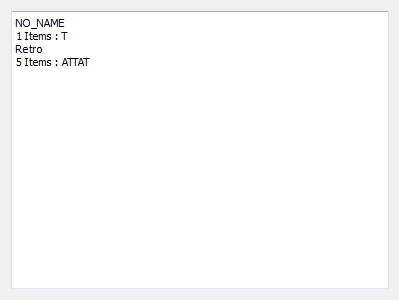 NO_NAME
1 Items : T
Retro
5 Items : ATTAT